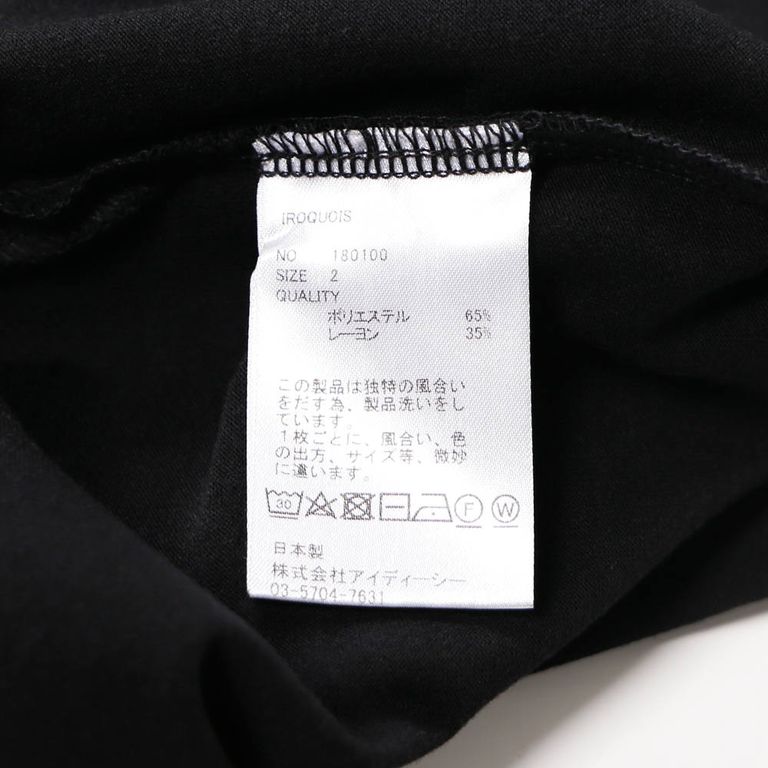 IROQUOIS
NO 180100
SIZE 2
QUALITY
ポリエステル 65%
レーヨン 35%
この製品は独特の風合い
をだす為、製品洗いをし
ています。
1枚ごとに、風合い、色
の出方、サイズ等、微妙
に違います。
30 F W
日本製
株式会社アイディーシー
03-5704-7631